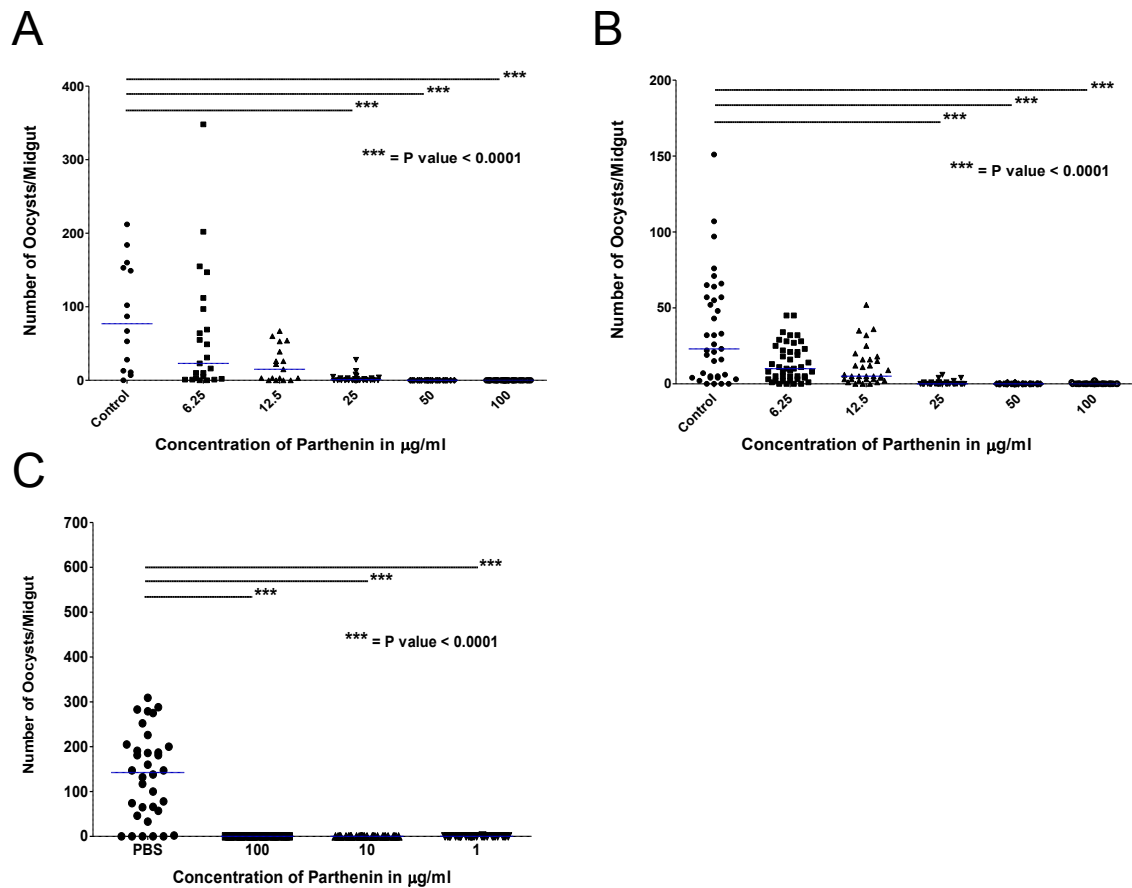 A
***
***
***
400
300
200
100
0
*** = P value < 0.0001
Number of Oocysts/Midgut
Control
6.25
12.5
25
50
100
Concentration of Parthenin in μg/ml
B
***
***
***
200
150
100
50
0
*** = P value < 0.0001
Number of Oocysts/Midgut
Control
6.25
12.5
25
50
100
Concentration of Parthenin in μg/ml
C
700
600
500
400
300
200
100
0
***
***
***
*** = P value < 0.0001
Number of Oocysts/Midgut
PBS 100 10 1
Concentration of Parthenin in μg/ml